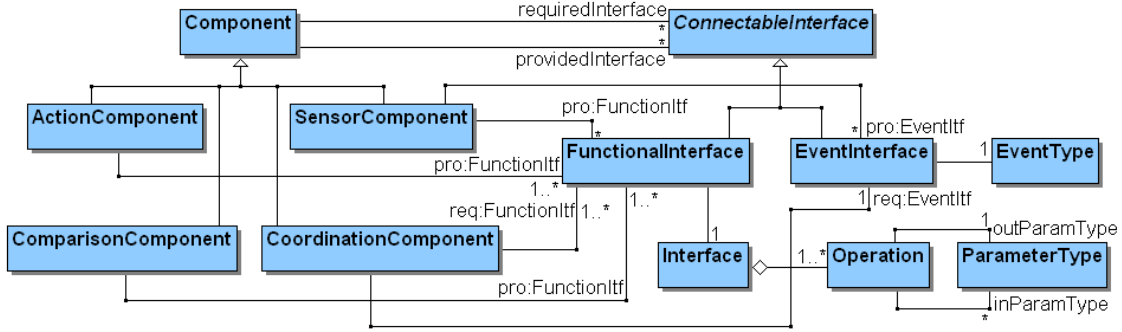 requiredInterface
Component
*
ConnectableInterface
*
providedInterface
pro:FunctionItf
ActionComponent
SensorComponent
*
* pro:EventItf
pro:FunctionItf
FunctionalInterface
EventInterface
1
EventType
1..*
req:FunctionItf
1..*
1..*
1
req:EventItf
ComparisonComponent
CoordinationComponent
1
1
outParamType
Interface
1..*
Operation
ParameterType
pro:FunctionItf
inParamType
*